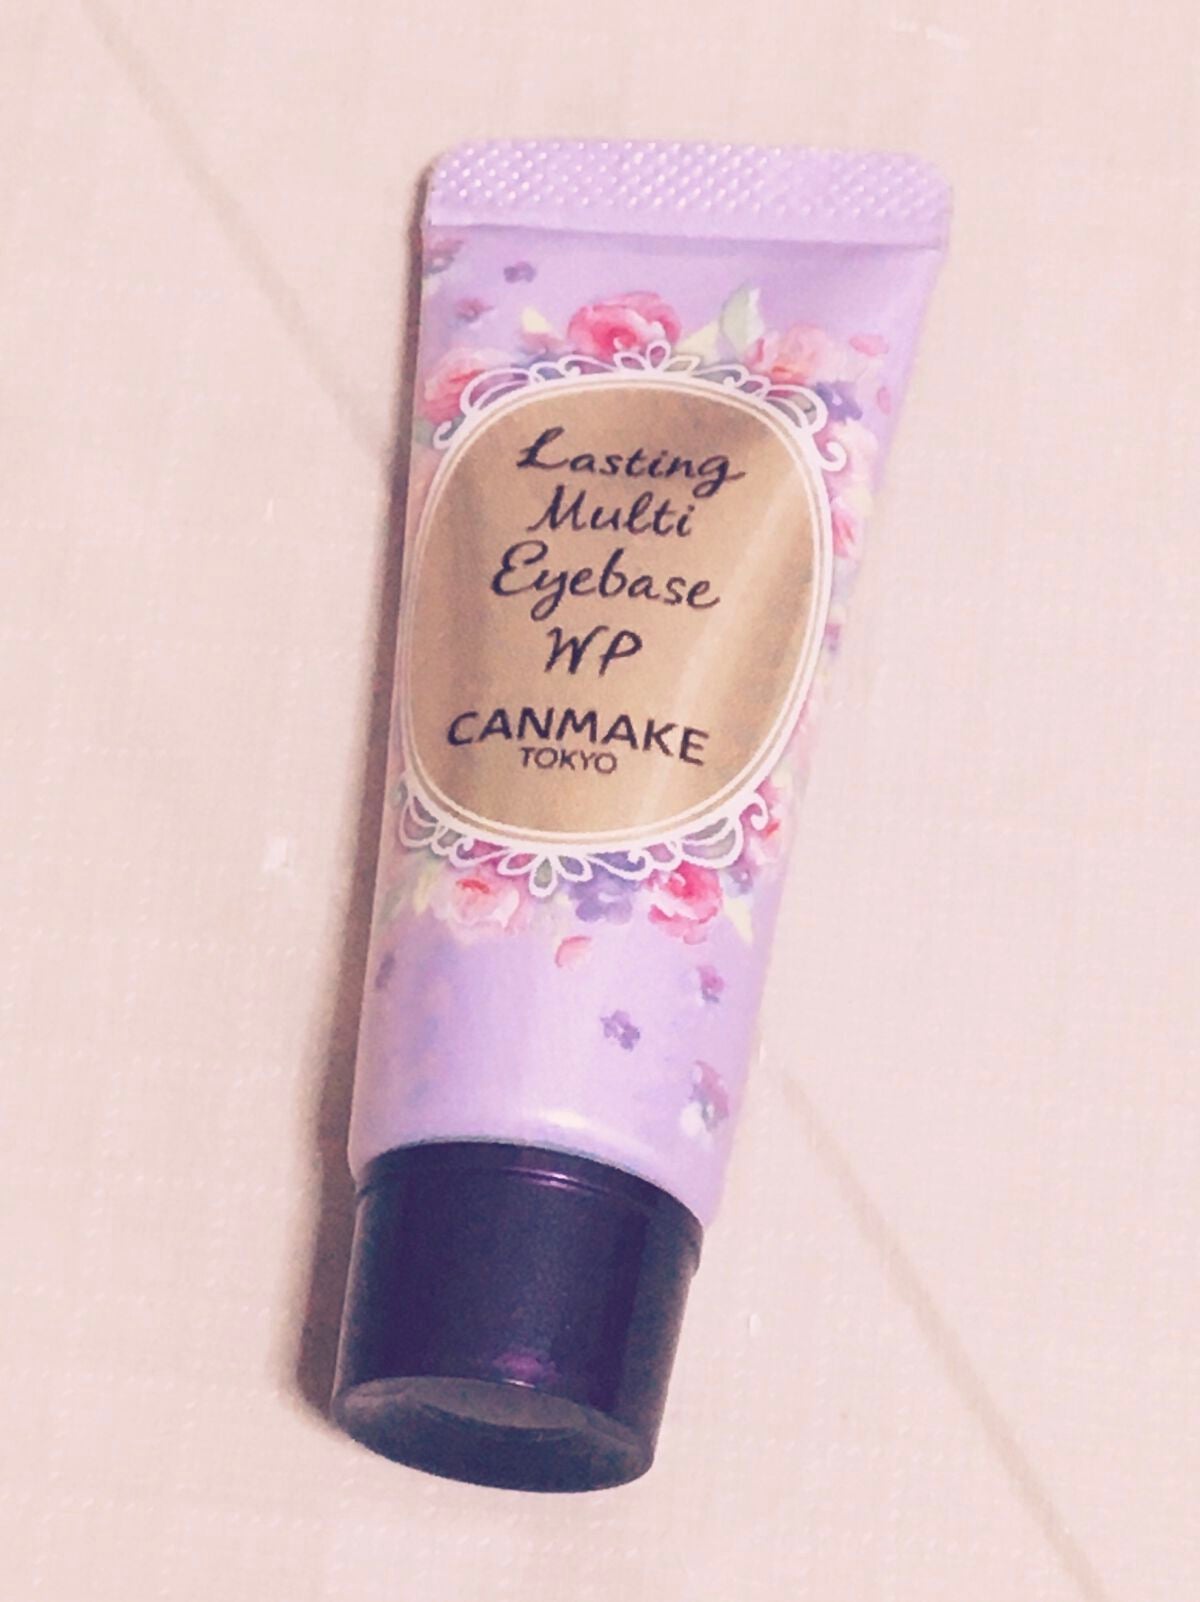 Lasting
Multi
Eyebase
WP
CANMAKE
TOKYO